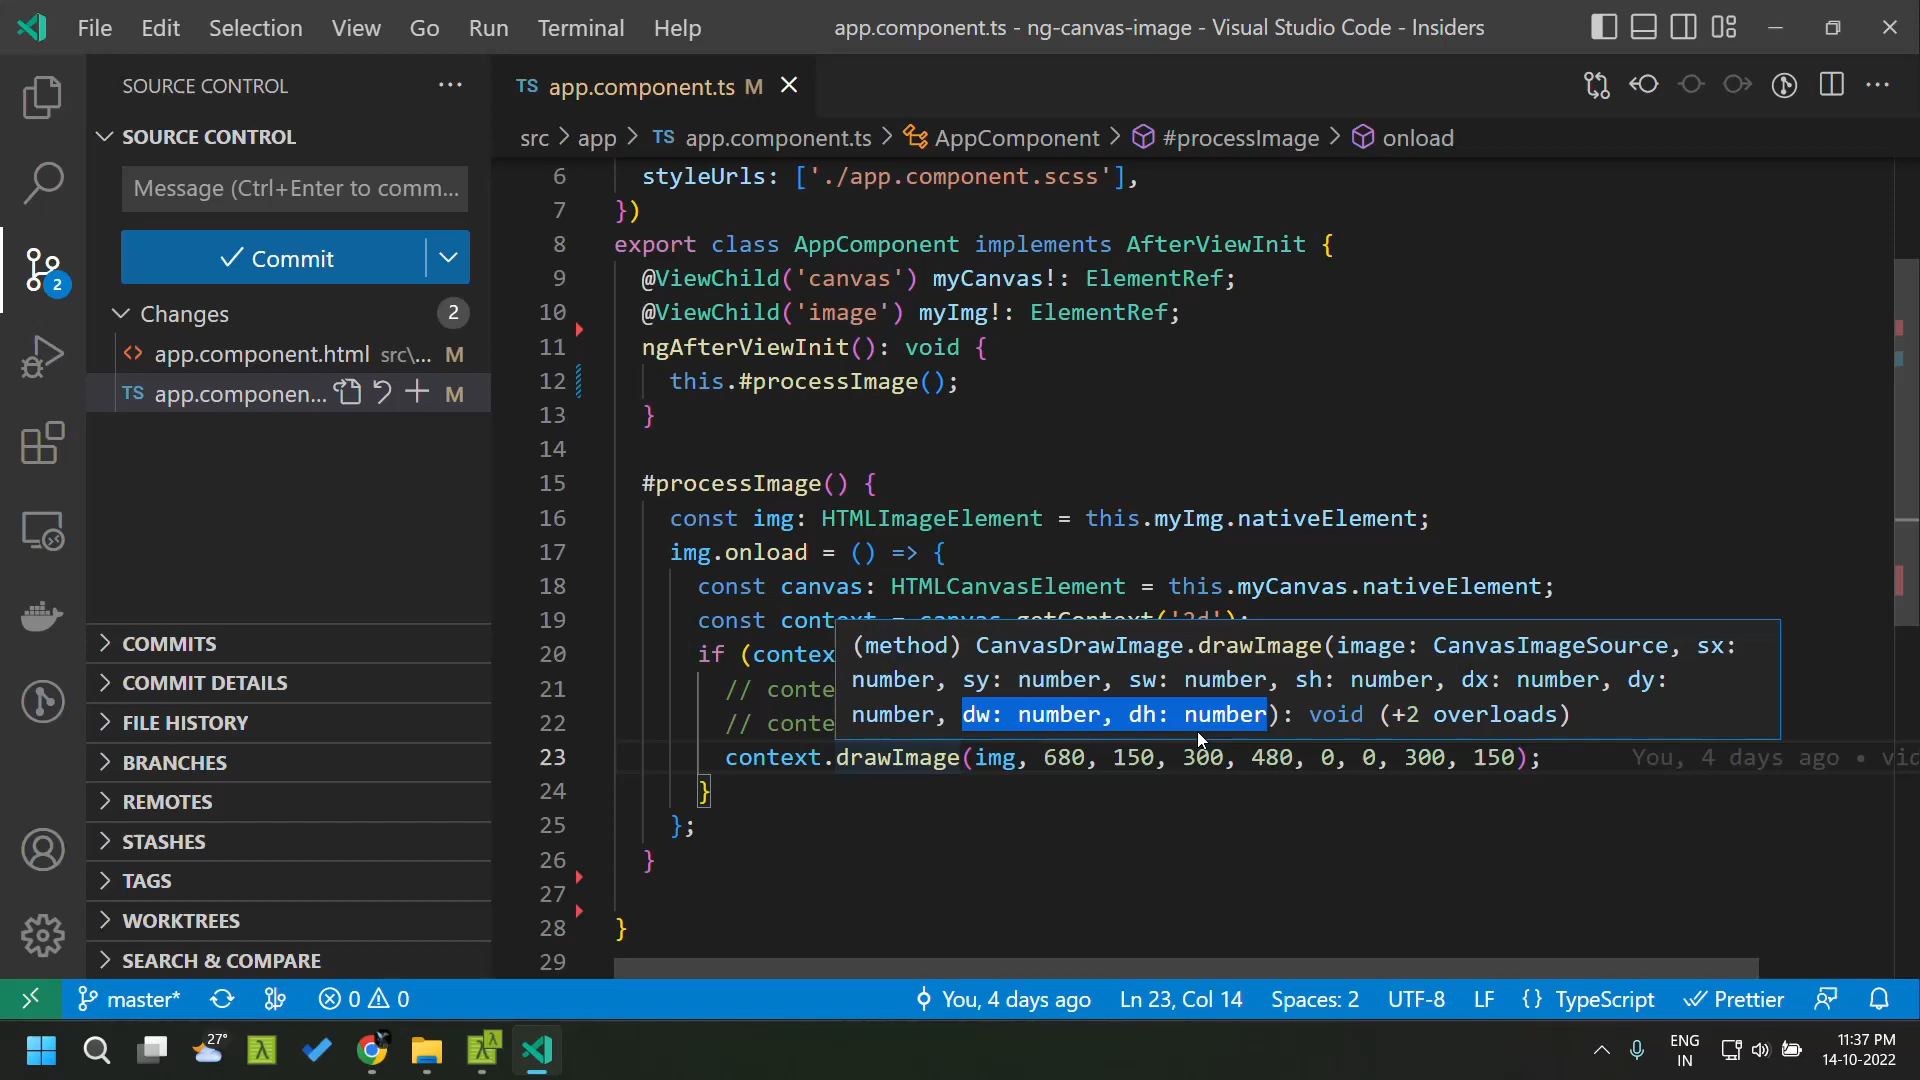 File Edit Selection View Go Run Terminal Help
app.component.ts - ng-canvas-image - Visual Studio Code - Insiders
SOURCE CONTROL
SOURCE CONTROL
Message (Ctrl+Enter to comm...
Commit
Changes 2
app.component.html src\... M
TS app.componen... M
2
COMMITS
COMMIT DETAILS
FILE HISTORY
BRANCHES
REMOTES
STASHES
TAGS
WORKTREES
SEARCH & COMPARE
TS app.component.ts M
src > app > TS app.component.ts > AppComponent > #processImage > onload
6 styleUrls: ['./app.component.scss'],
7 })
8 export class AppComponent implements AfterViewInit {
9 @ViewChild('canvas') myCanvas!: ElementRef;
10 @ViewChild('image') myImg!: ElementRef;
11 ngAfterViewInit(): void {
12 this.#processImage();
13 }
14
15 #processImage() {
16 const img: HTMLImageElement = this.myImg.nativeElement;
17 img.onload = () => {
18 const canvas: HTMLCanvasElement = this.myCanvas.nativeElement;
19 const context = canvas.getContext('2d');
20 if (contex
21 // conte
22 // conte
(method) CanvasDrawImage.drawImage(image: CanvasImageSource, sx:
number, sy: number, sw: number, sh: number, dx: number, dy:
number, dw: number, dh: number): void (+2 overloads)
23 context.drawImage(img, 680, 150, 300, 480, 0, 0, 300, 150); You, 4 days ago • vid
24 }
25 };
26 }
27
28 }
29
master* 0 0 You, 4 days ago Ln 23, Col 14 Spaces: 2 UTF-8 LF {} TypeScript Prettier
27° ENG IN 11:37 PM 14-10-2022